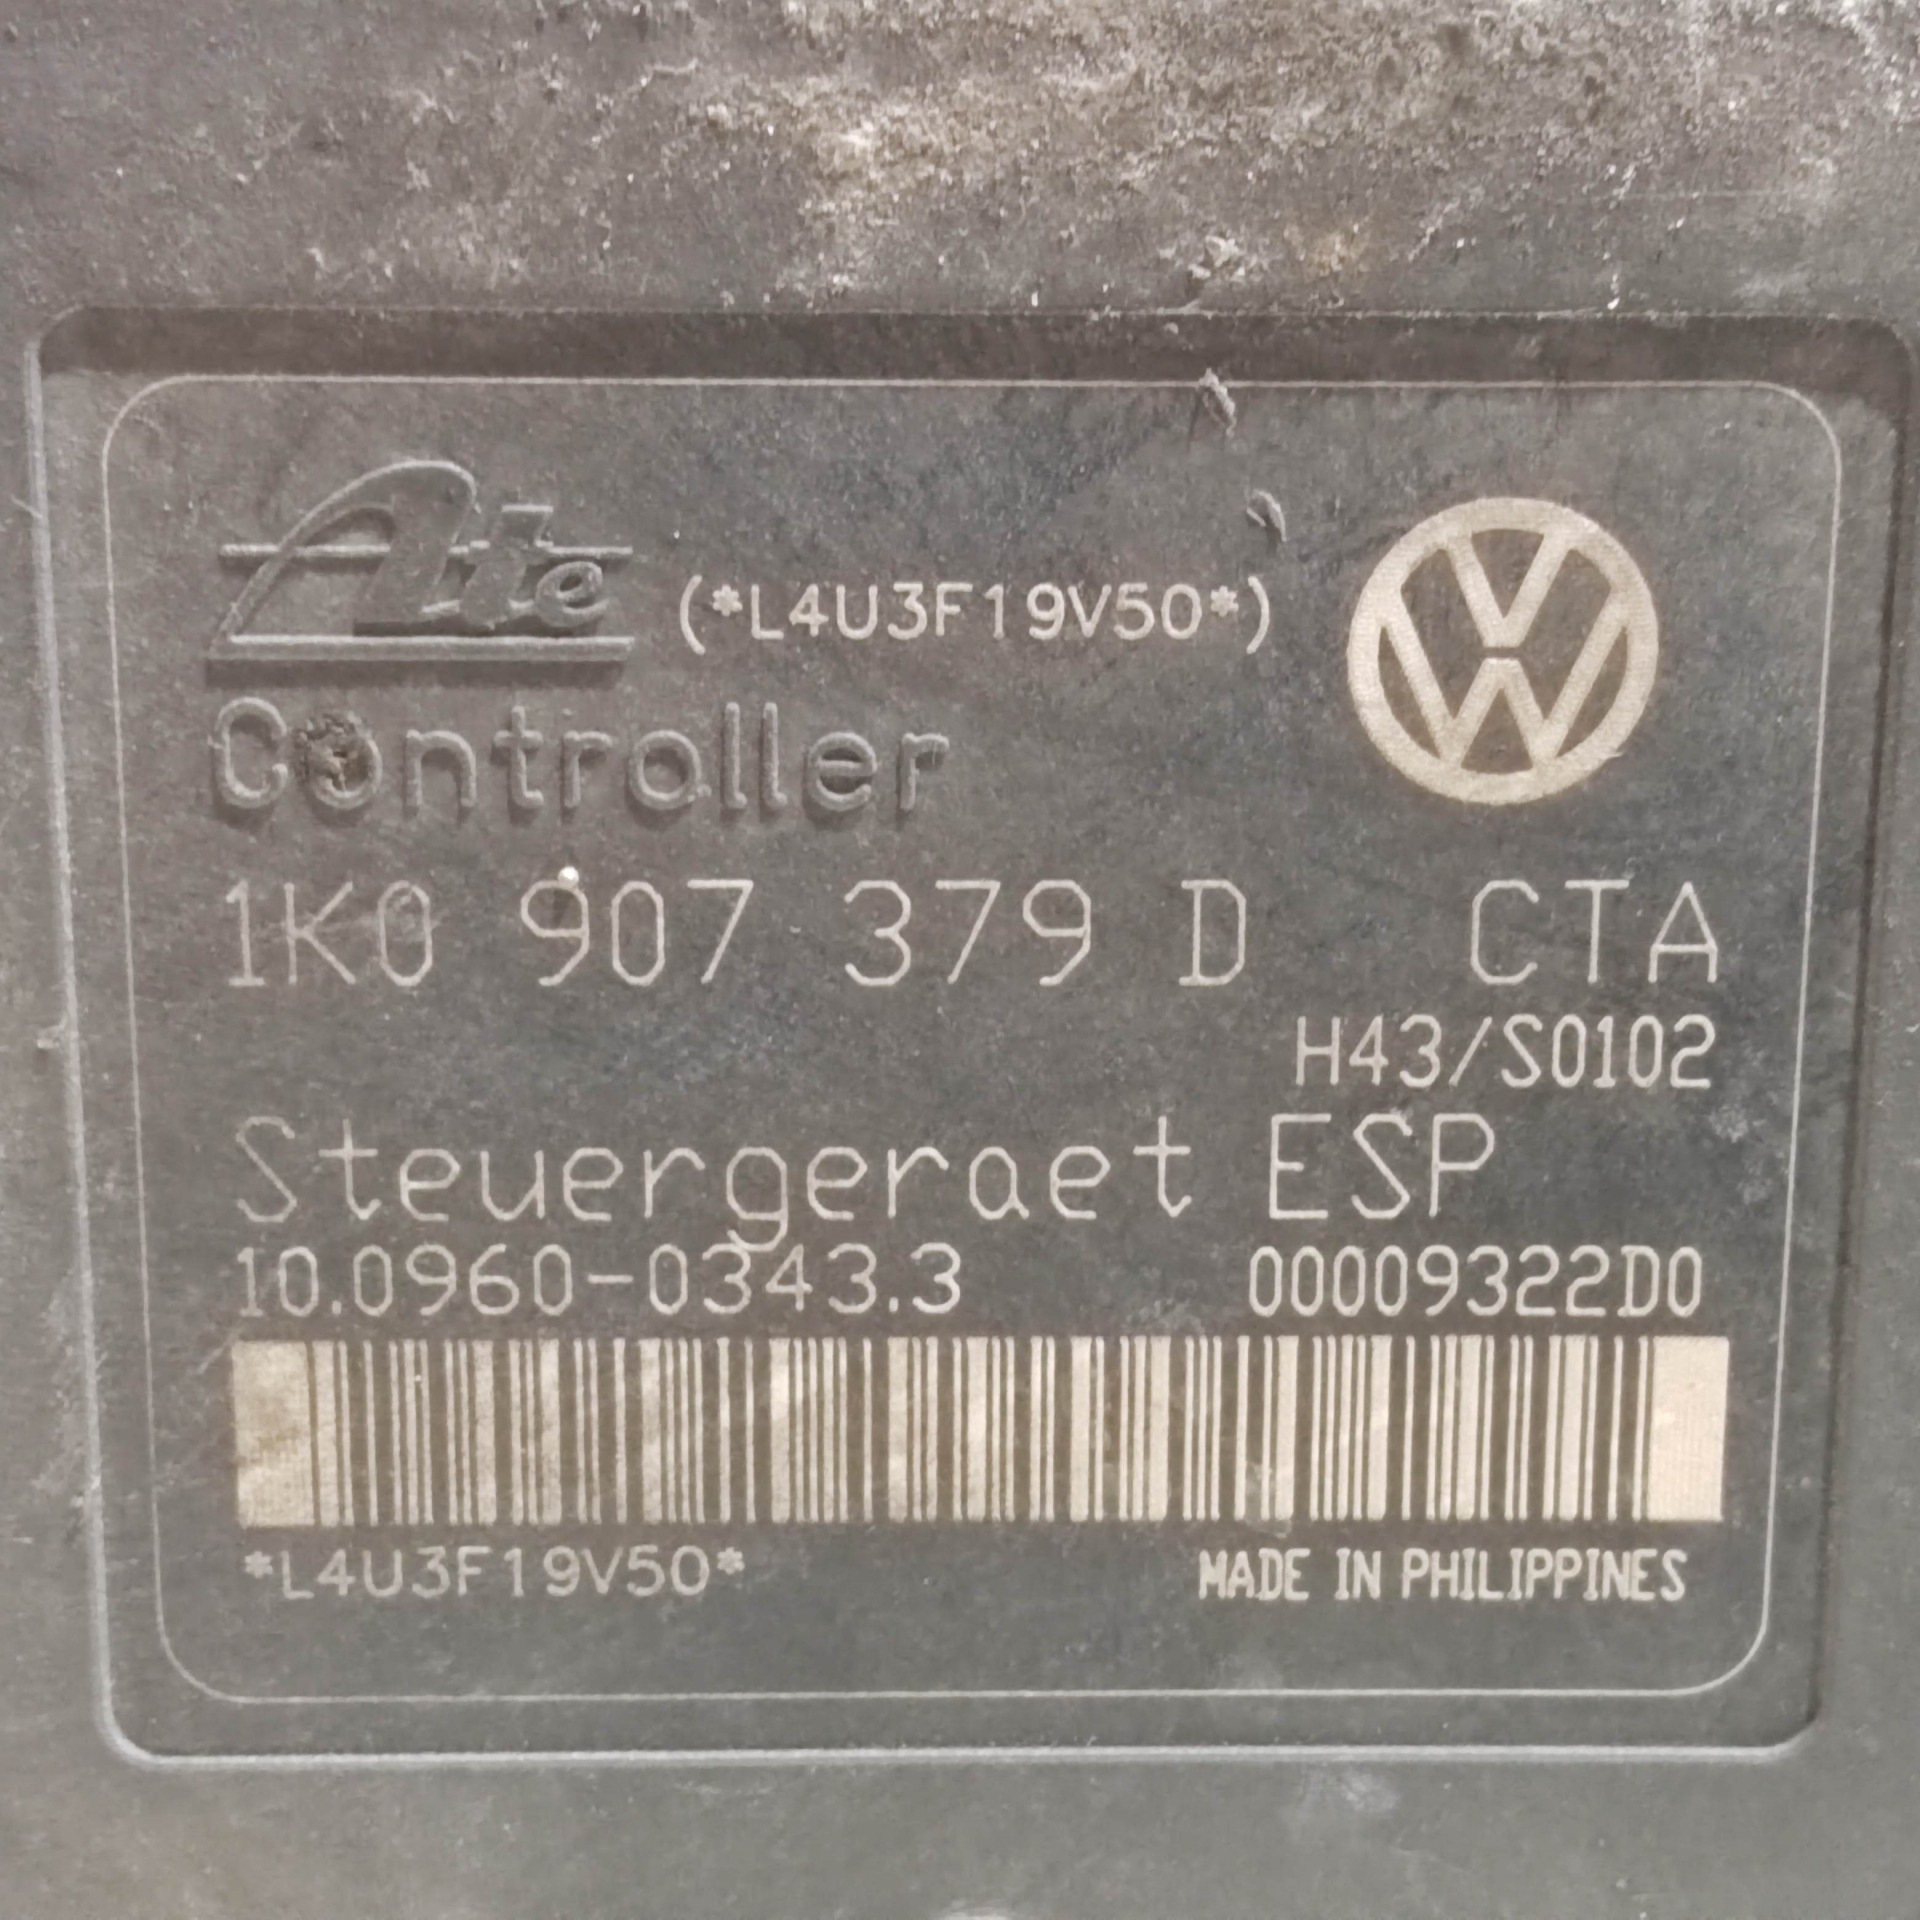 Ate (*L4U3F19V50*)
Controller
1K0 907 379 D CTA
H43/S0102
Steuergeraet ESP
10.0960-0343.3 00009322D0
*L4U3F19V50* MADE IN PHILIPPINES